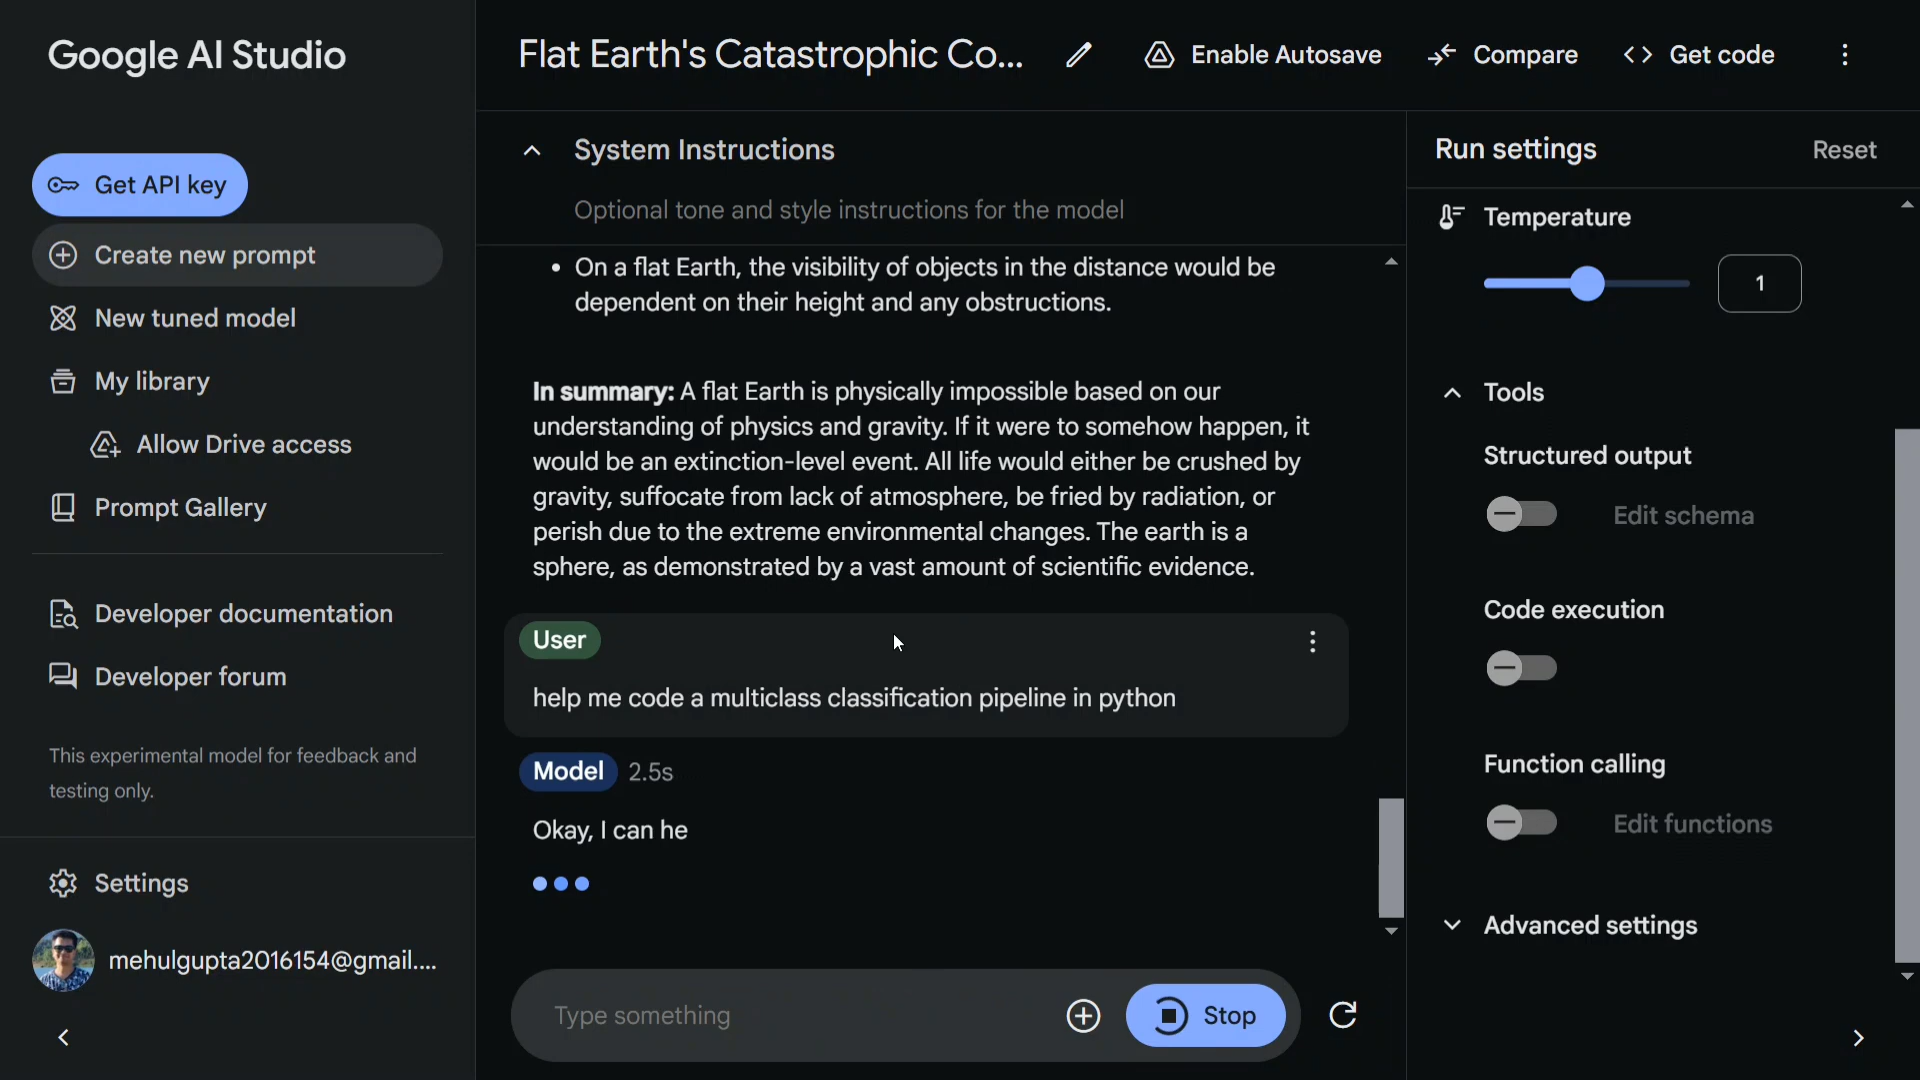 Google AI Studio
Get API key
Create new prompt
New tuned model
My library
Allow Drive access
Prompt Gallery
Developer documentation
Developer forum
This experimental model for feedback and
testing only.
Settings
mehulgupta2016154@gmail....
Flat Earth's Catastrophic Co...
Enable Autosave
Compare
Get code
System Instructions
Optional tone and style instructions for the model
• On a flat Earth, the visibility of objects in the distance would be
dependent on their height and any obstructions.
In summary: A flat Earth is physically impossible based on our
understanding of physics and gravity. If it were to somehow happen, it
would be an extinction-level event. All life would either be crushed by
gravity, suffocate from lack of atmosphere, be fried by radiation, or
perish due to the extreme environmental changes. The earth is a
sphere, as demonstrated by a vast amount of scientific evidence.
User
help me code a multiclass classification pipeline in python
Model 2.5s
Okay, I can he
Type something
Stop
Run settings
Reset
Temperature
1
Tools
Structured output
Edit schema
Code execution
Function calling
Edit functions
Advanced settings